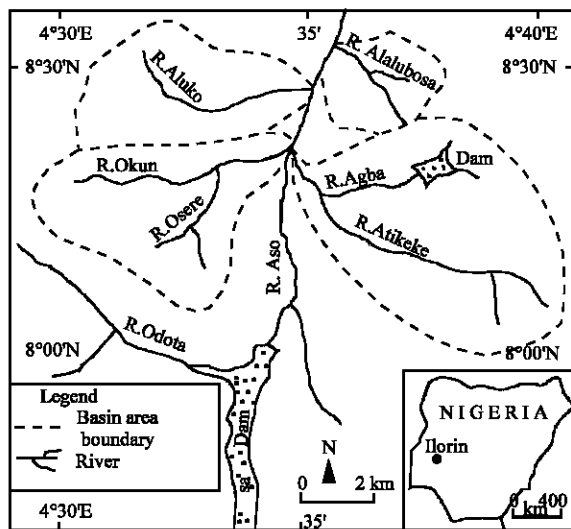 4°30'E 35' 4°40'E
8°30'N 8°30'N
R. Alalubosa
R.Aluko
R.Okun
R.Agba
Dam
R.Osere
R.Atikeke
R. Aso
R.Odota
8°00'N 8°00'N
Legend
Basin area
boundary
River
Dam
sa
N
0 2 km
NIGERIA
Ilorin
0 400
km
4°30'E 35'